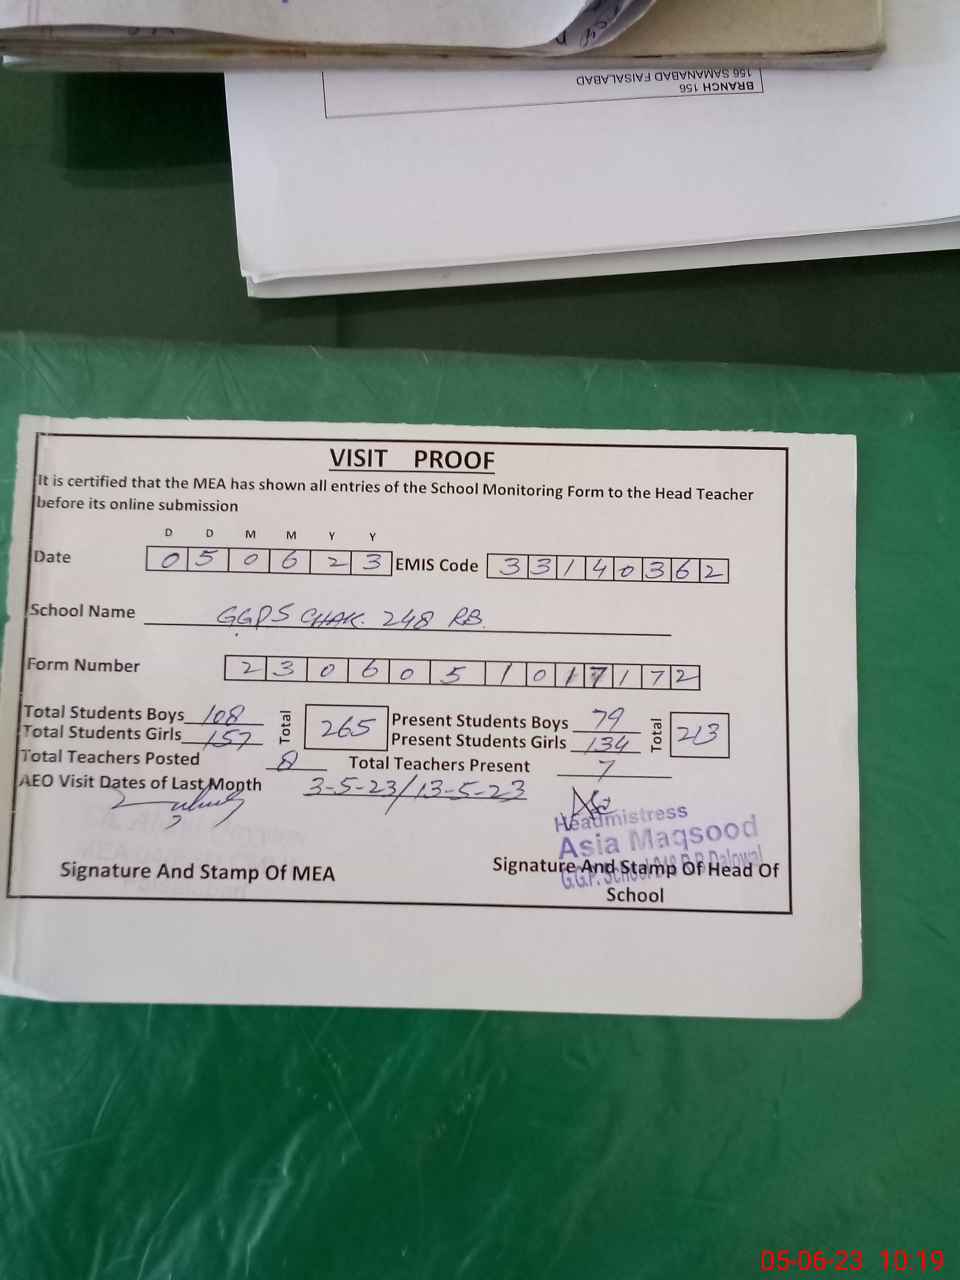 BRANCH 156
156 SAMANABAD FAISALABAD
VISIT PROOF
It is certified that the MEA has shown all entries of the School Monitoring Form to the Head Teacher
before its online submission
D D M M Y Y
Date 0 5 0 6 2 3 EMIS Code 3 3 1 4 0 3 6 2
School Name GGPS CHAK. 248 RB.
Form Number 2 3 0 6 0 5 1 0 1 7 1 7 2
Total Students Boys 108 Total 265 Present Students Boys 79 Total 213
Total Students Girls 157 Present Students Girls 134
Total Teachers Posted 8 Total Teachers Present 7
AEO Visit Dates of Last Month 3-5-23/13-5-23
Headmistress
Asia Maqsood
G.G.P. School R.B Dalowal
Signature And Stamp Of MEA Signature And Stamp Of Head Of
School
05-06-23 10:19